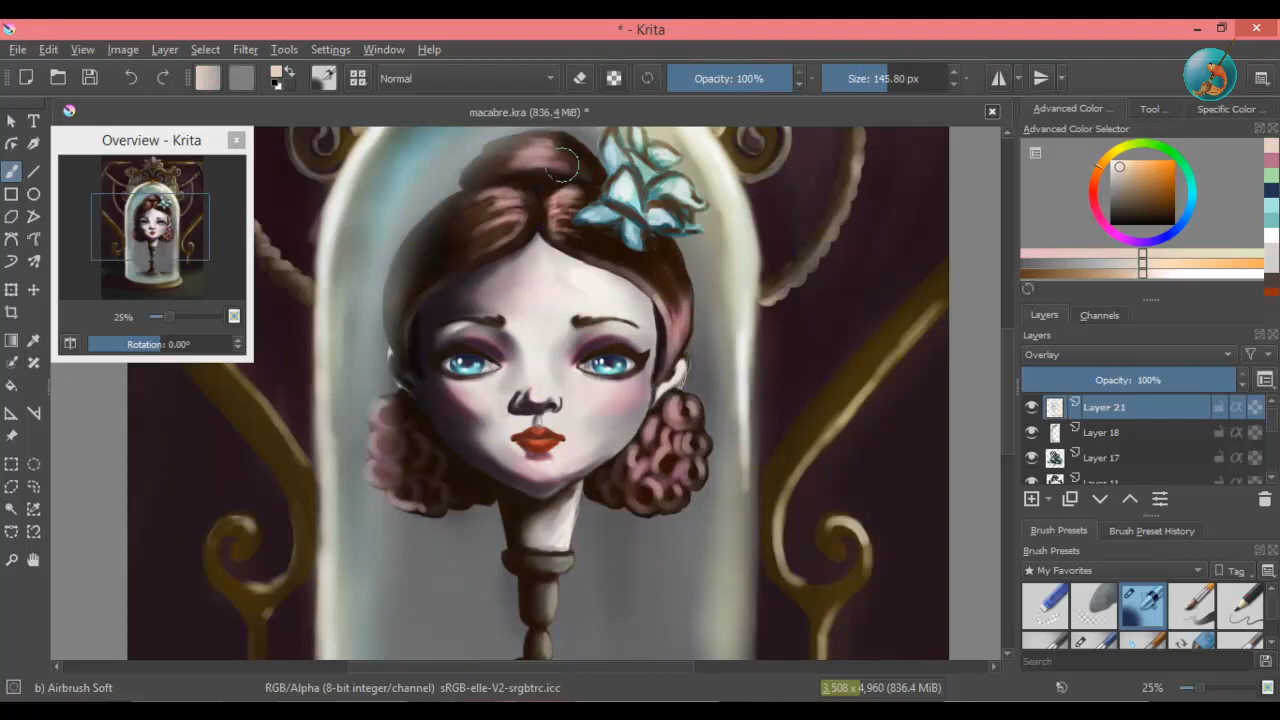 * - Krita
File Edit View Image Layer Select Filter Tools Settings Window Help
Normal Opacity: 100% Size: 145.80 px
macabre.kra (836.4 MiB) *
Advanced Color ... Tool ... Specific Color ...
Advanced Color Selector
Overview - Krita
25%
Rotation: 0.00°
Layers Channels
Layers
Overlay
Opacity: 100%
Layer 21
Layer 18
Layer 17
Brush Presets Brush Preset History
Brush Presets
My Favorites Tag
Search
b) Airbrush Soft RGB/Alpha (8-bit integer/channel) sRGB-elle-V2-srgbtrc.icc 3,508 x 4,960 (836.4 MiB) 25%